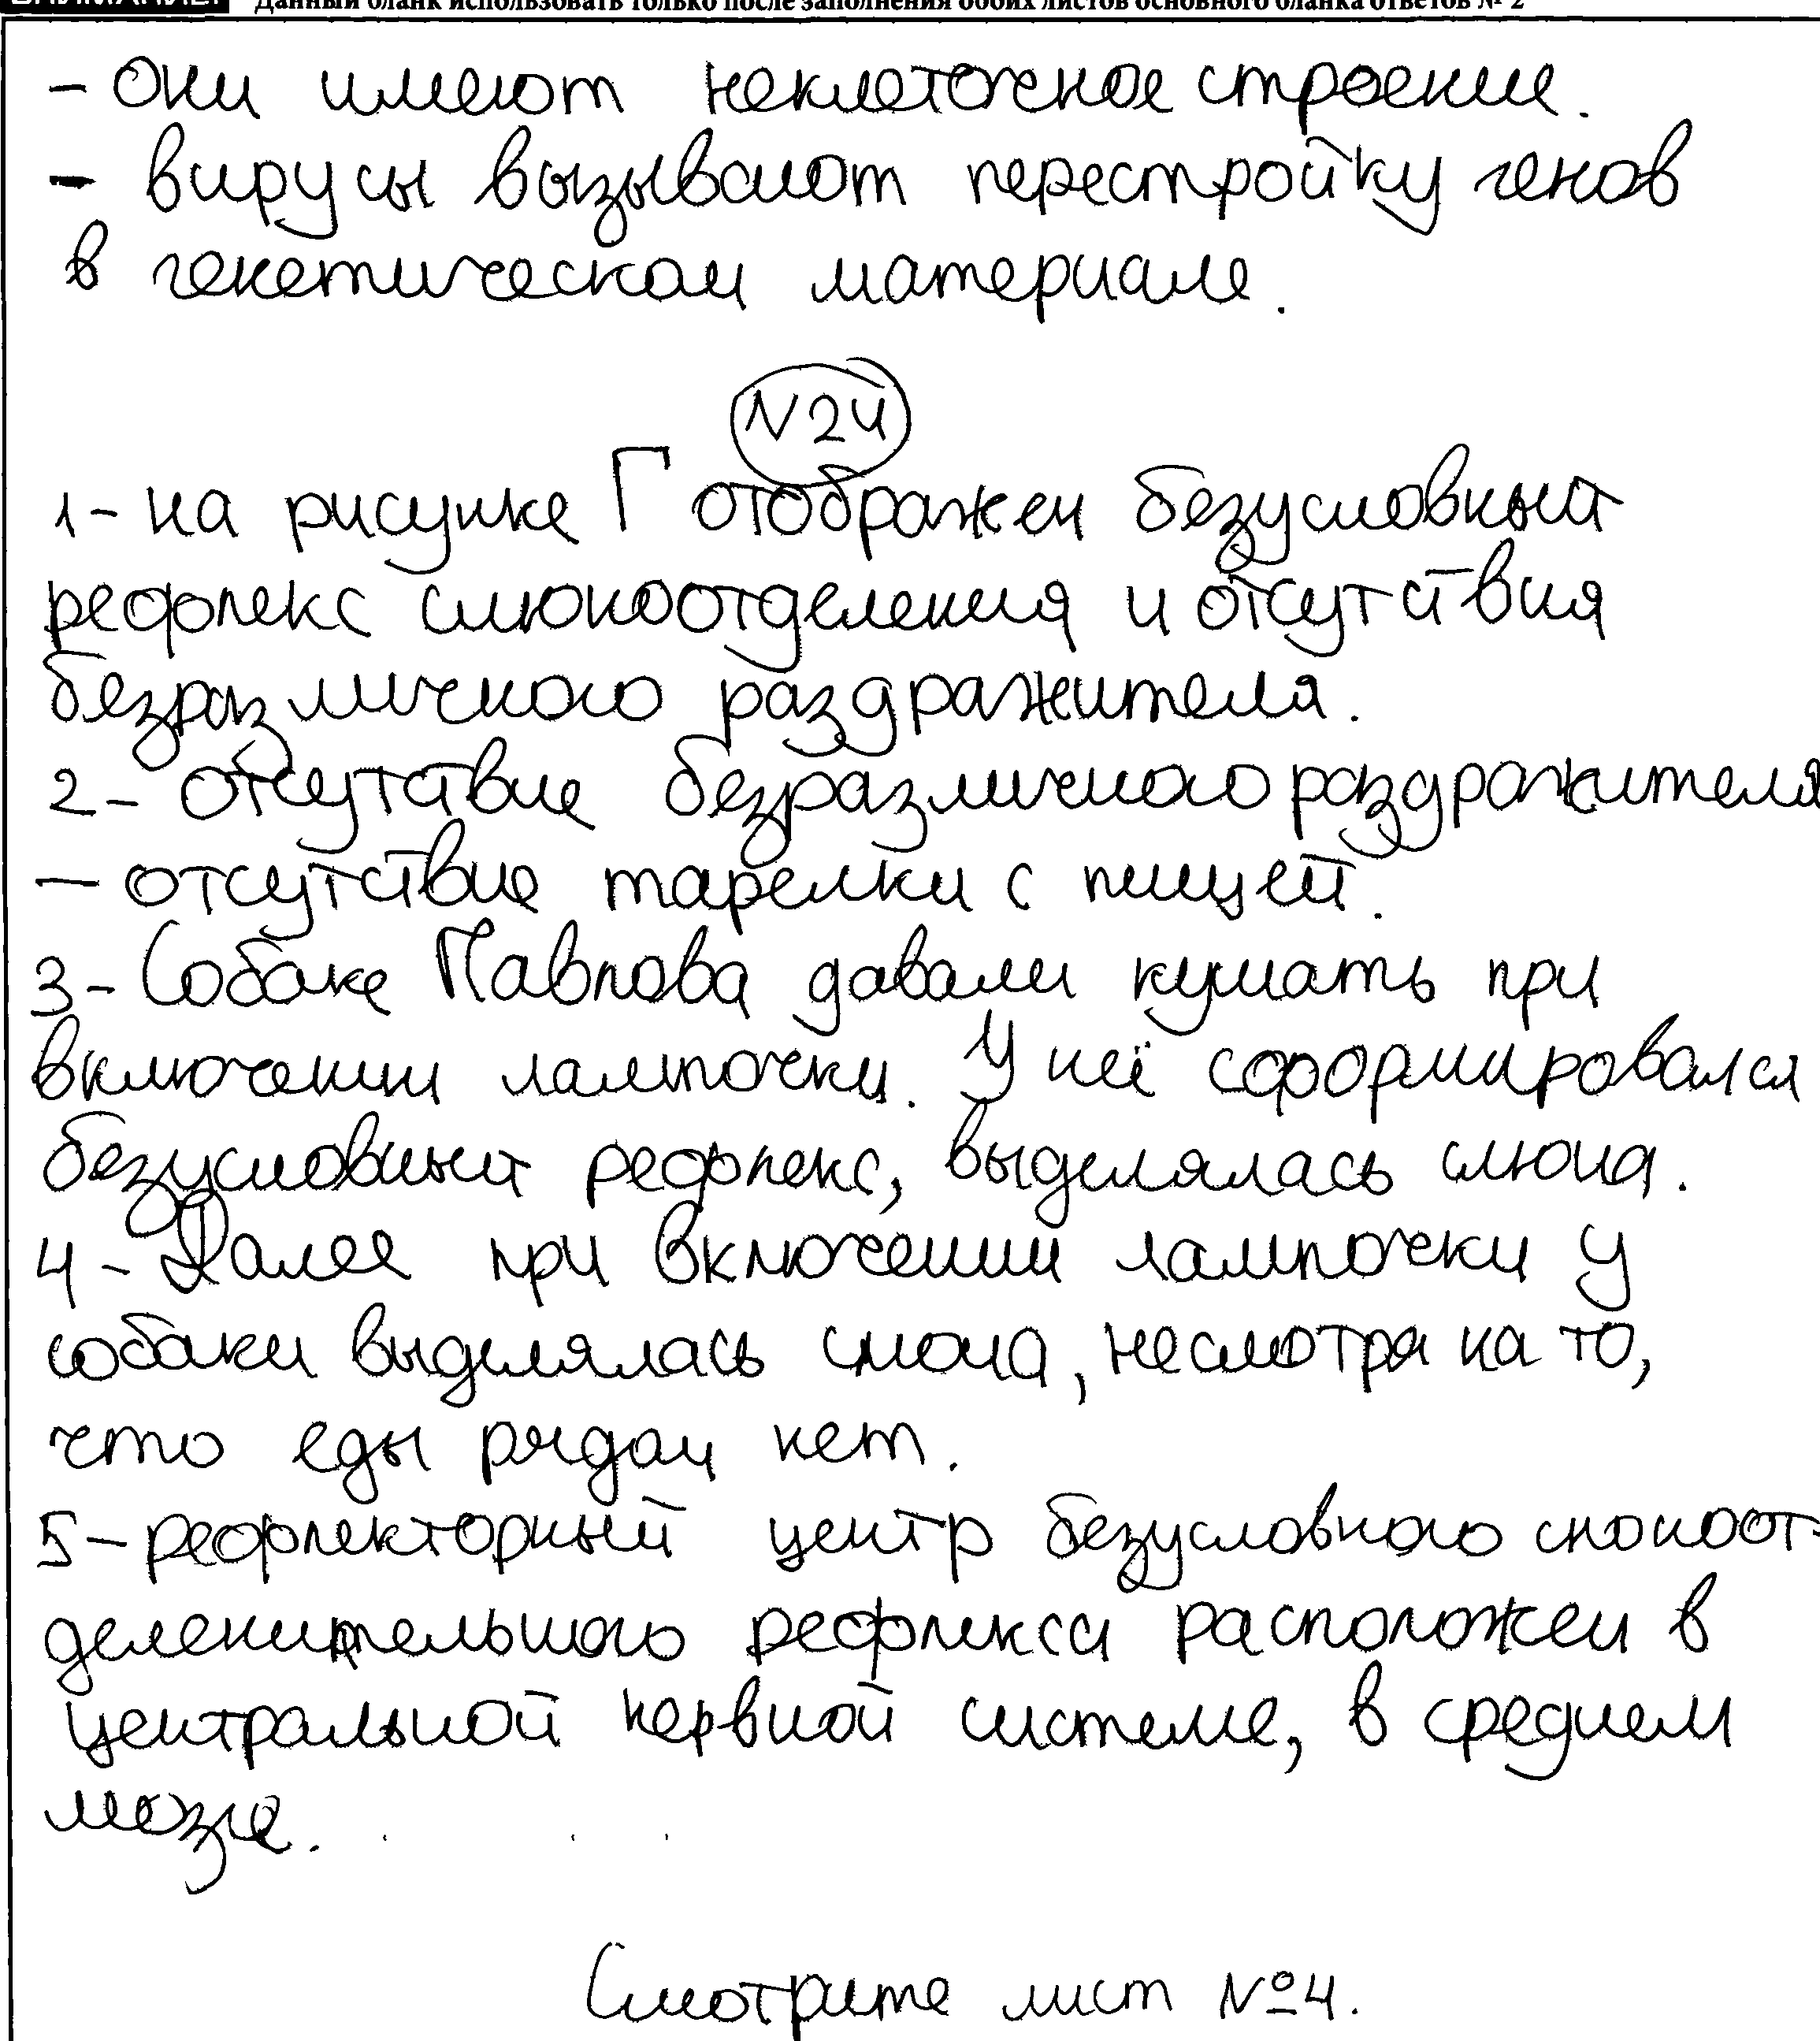 Данный бланк использовать только после заполнения обоих листов основного бланка ответов № 2
- они имеют неклеточное строение.
- вирусы вызывают перестройку генов
в генетическом материале.
N24
1- на рисунке Г отображен безусловный
рефлекс слюноотделения и отсутствия
безразличного раздражителя.
2- отсутствие безразличного раздражителя
- отсутствие тарелки с пищей.
3- Собаке Павлова давали кушать при
включении лампочки. У неё сформировался
безусловный рефлекс, выделялась слюна.
4- Далее при включении лампочки у
собаки выделялась слюна, несмотря на то,
что еды рядом нет.
5- рефлекторный центр безусловного слюноот-
делительного рефлекса расположен в
центральной нервной системе, в среднем
мозге.
Смотрите лист №4.